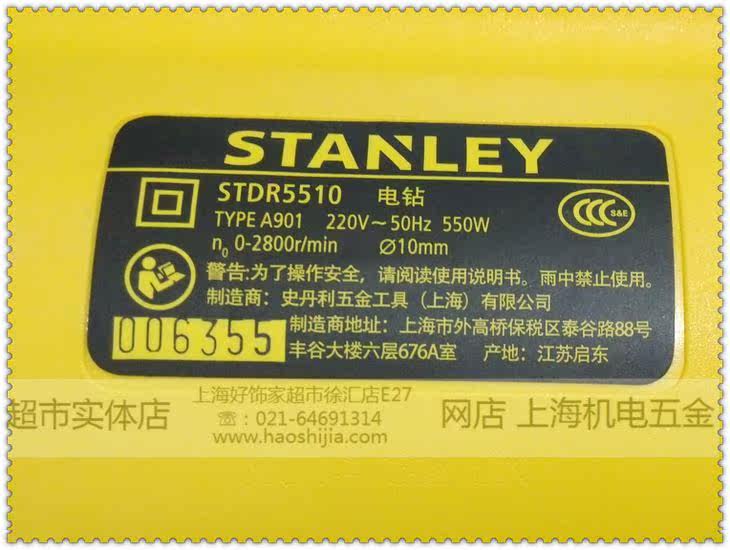 STANLEY
STDR5510 电钻
TYPE A901 220V～50Hz 550W
n₀ 0-2800r/min ∅10mm
CCC S&E
警告:为了操作安全，请阅读使用说明书。雨中禁止使用。
制造商：史丹利五金工具（上海）有限公司
006355
制造商地址：上海市外高桥保税区泰谷路88号
丰谷大楼六层676A室 产地：江苏启东
超市实体店
上海好饰家超市徐汇店E27
☏：021-64691314
www.haoshijia.com
网店 上海机电五金